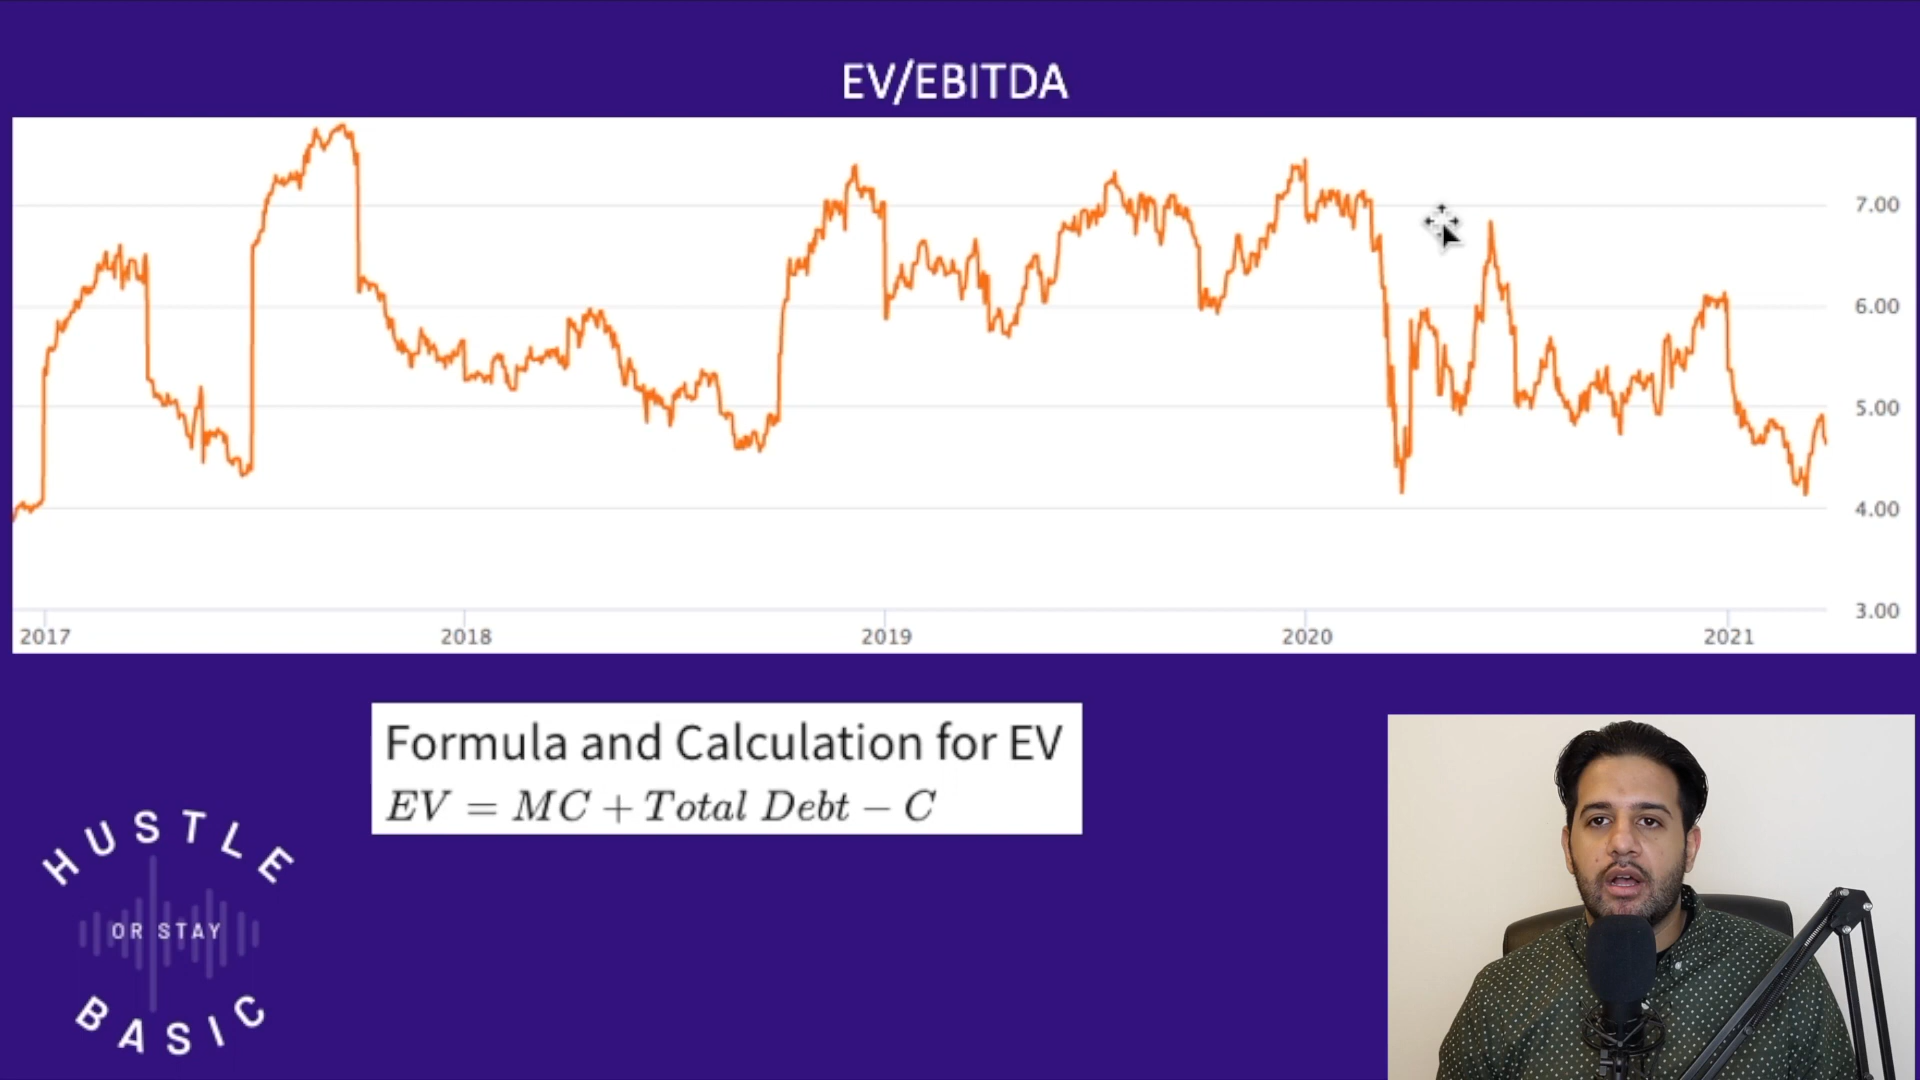 EV/EBITDA
7.00
6.00
5.00
4.00
3.00
2017 2018 2019 2020 2021
Formula and Calculation for EV
EV = MC + Total Debt − C
HUSTLE
OR STAY
BASIC